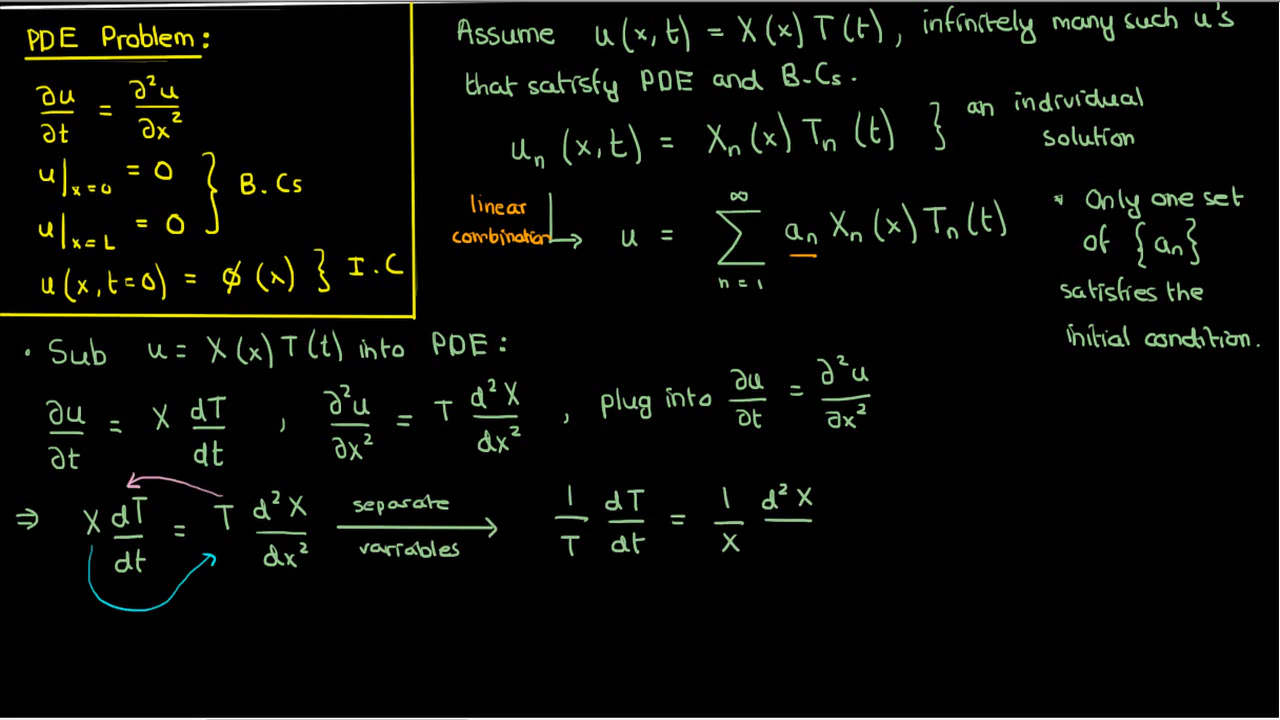 PDE Problem:
∂u/∂t = ∂²u/∂x²
u|x=0 = 0
u|x=L = 0 } B.Cs
u(x, t=0) = φ(x) } I.C
Assume u(x, t) = X(x) T(t), infinitely many such u's
that satisfy PDE and B.Cs.
uₙ(x, t) = Xₙ(x) Tₙ(t) } an individual
solution
linear
combination → u = ∑ n=1 ∞ aₙ Xₙ(x) Tₙ(t)
* Only one set
of {aₙ}
satisfies the
initial condition.
· Sub u = X(x) T(t) into PDE:
∂u/∂t = X dT/dt , ∂²u/∂x² = T d²X/dx² , plug into ∂u/∂t = ∂²u/∂x²
⇒ X dT/dt = T d²X/dx² separate variables → 1/T dT/dt = 1/X d²X/